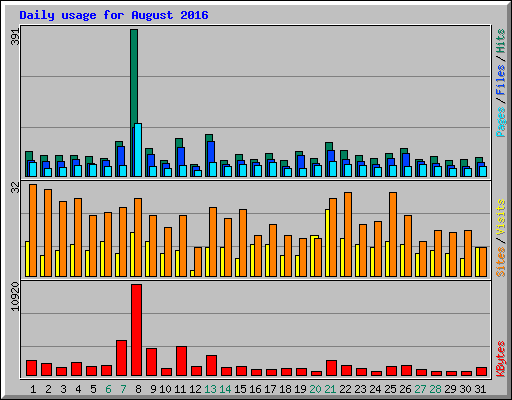 Daily usage for August 2016
391
Pages / Files / Hits
32
Sites / Visits
10920
KBytes
1 2 3 4 5 6 7 8 9 10 11 12 13 14 15 16 17 18 19 20 21 22 23 24 25 26 27 28 29 30 31